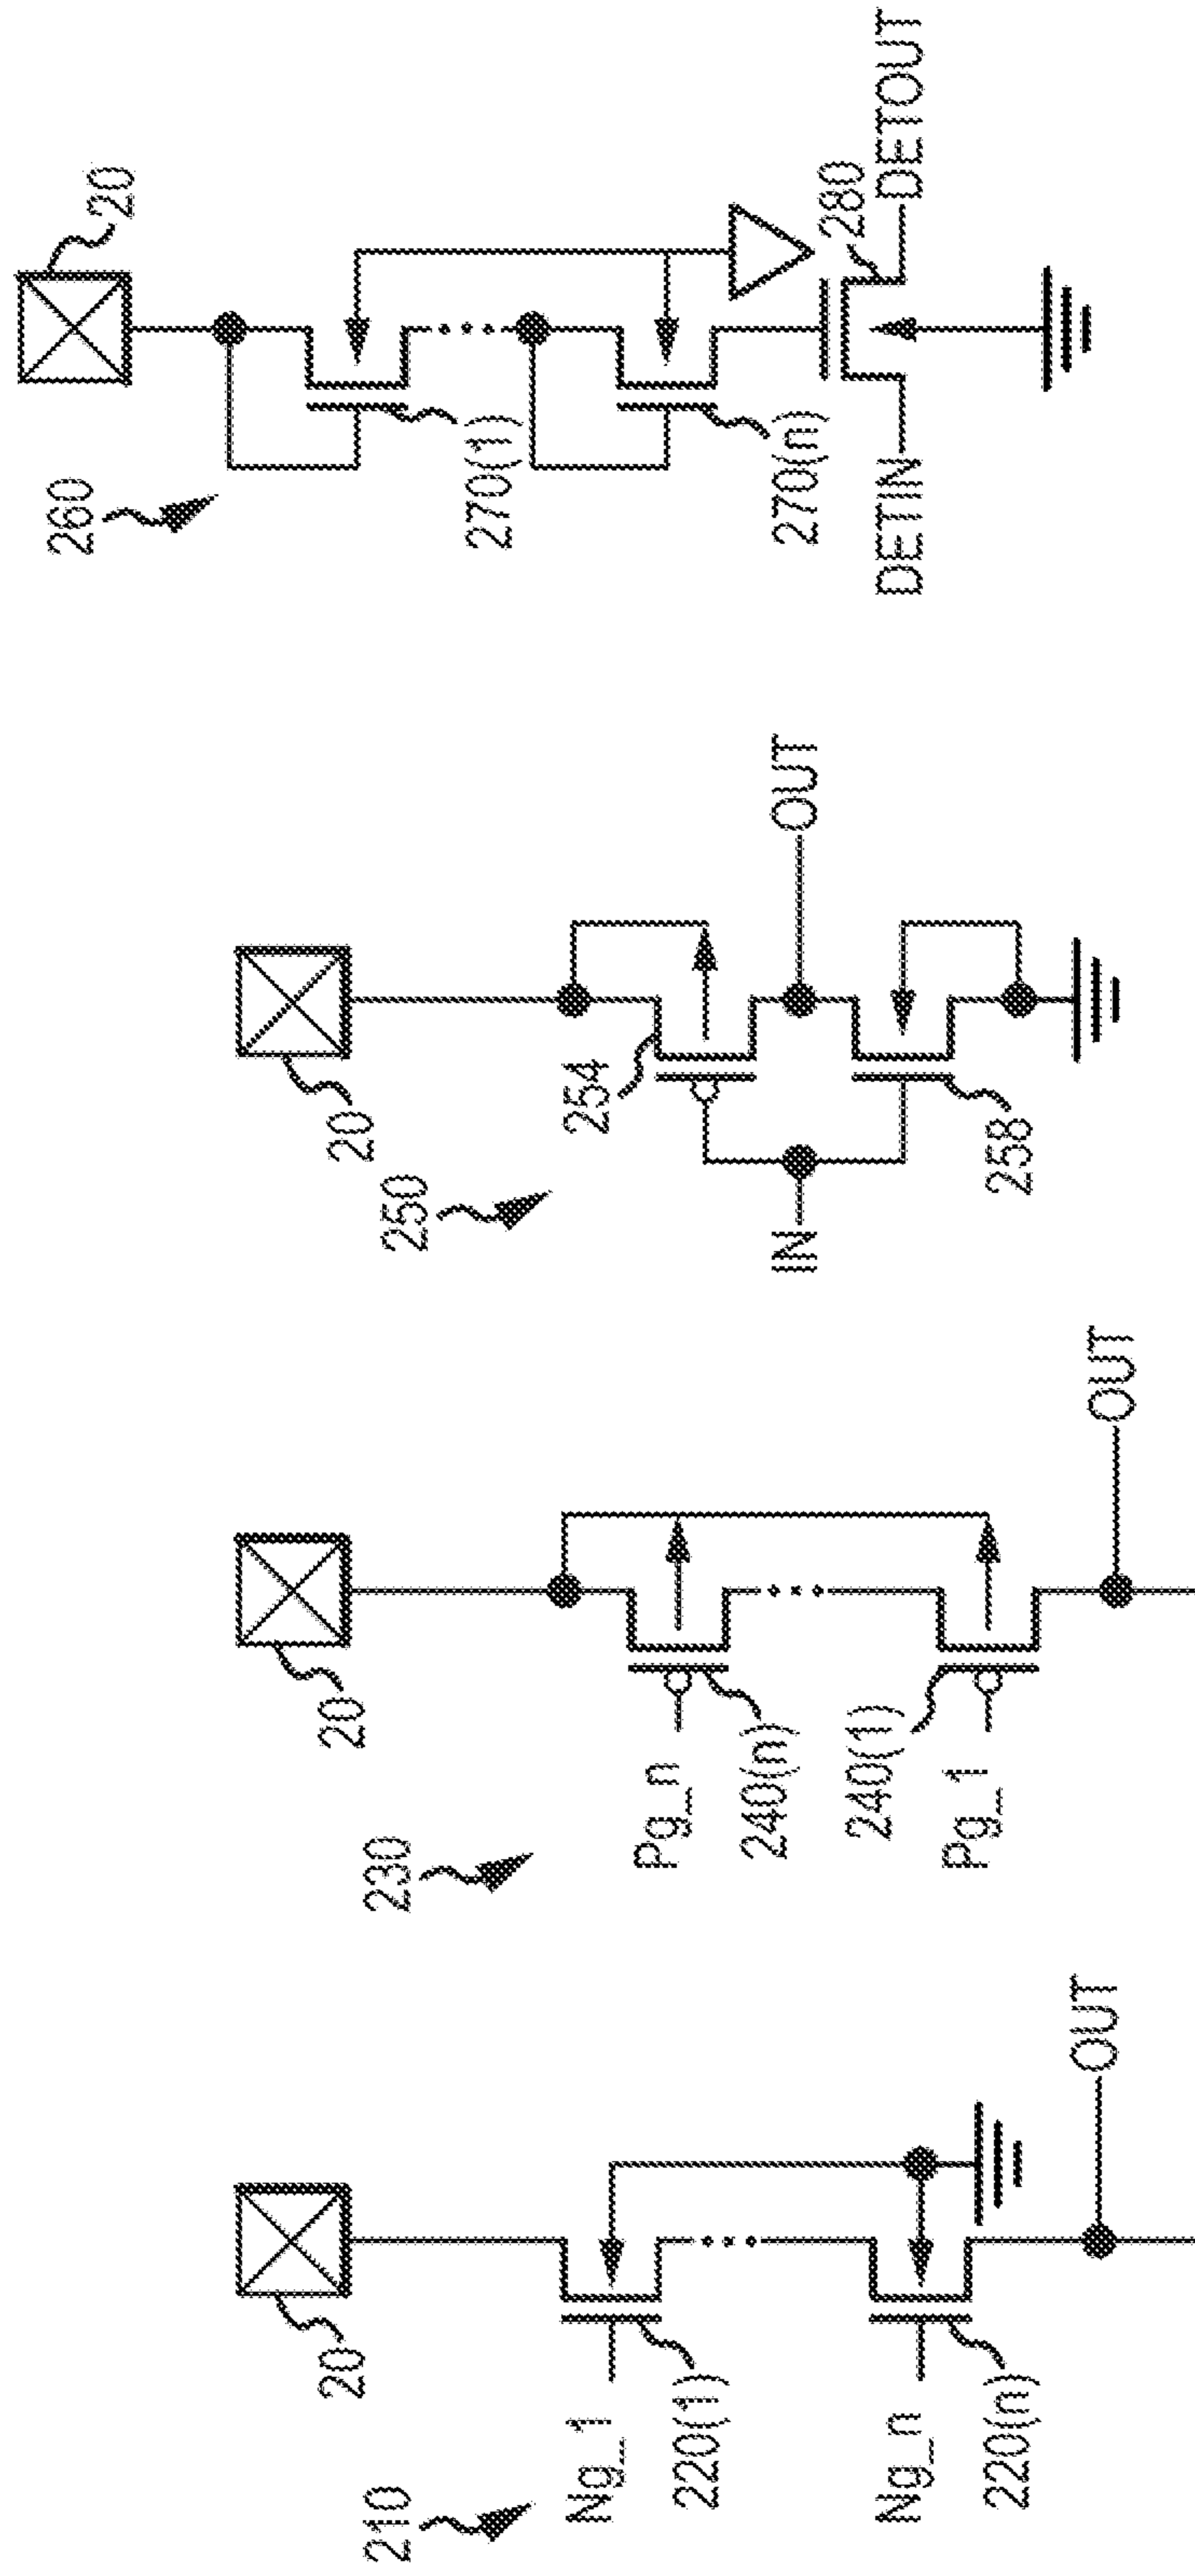 210
20
Ng_1
220(1)
Ng_n
220(n)
OUT
230
20
Pg_n
240(n)
240(1)
Pg_1
OUT
250
20
254
IN
OUT
258
260
20
270(1)
270(n)
280
DETIN
DETOUT